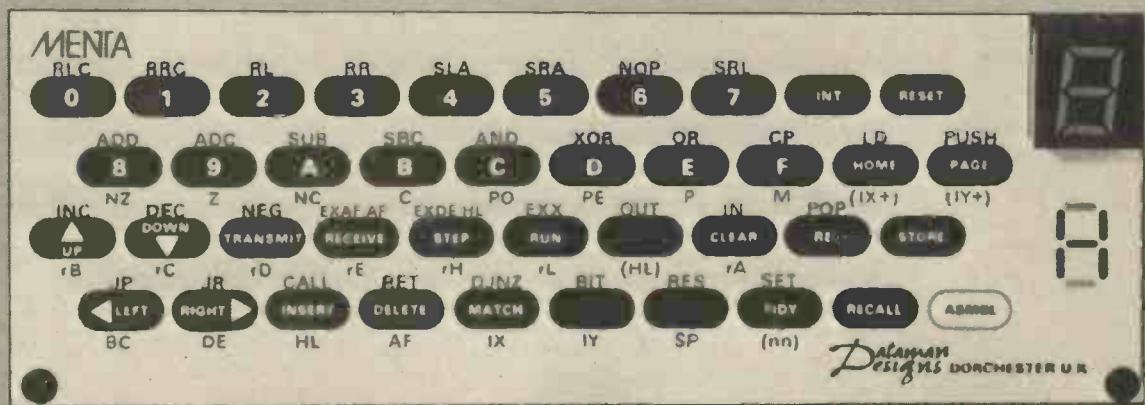 MENTA
RLC RRC RL RR SLA SRA NOP SRL
0 1 2 3 4 5 6 7 INT RESET
ADD ADC SUB SBC AND XOR OR CP LD PUSH
8 9 A B C D E F HOME PAGE
NZ Z NC C PO PE P M (IX+) (IY+)
INC DEC NEG EXAF AF EXDE HL EXX OUT IN POP
UP DOWN TRANSMIT RECEIVE STEP RUN CLEAR STORE
rB rC rD rE rH rL (HL) rA
JP JR CALL RET DJNZ BIT RES SET
LEFT RIGHT INSERT DELETE MATCH TIDY RECALL ASMBL
BC DE HL AF IX IY SP (nn)
Dataman
Designs DORCHESTER U.K.